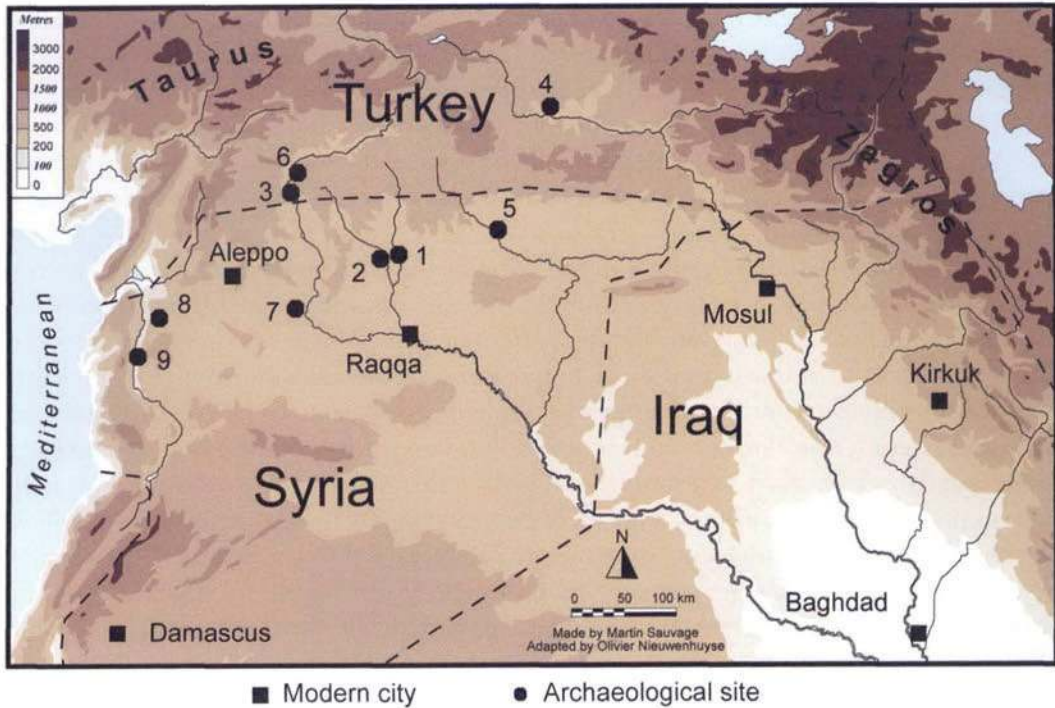 Metres
3000
2000
1500
1000
500
200
100
0
Taurus
Turkey
4
Zagros
6
3
5
Aleppo
2
1
8
7
Mosul
Raqqa
9
Kirkuk
Mediterranean
Iraq
Syria
N
0 50 100 km
Made by Martin Sauvage
Adapted by Olivier Nieuwenhuyse
Baghdad
Damascus
Modern city
Archaeological site